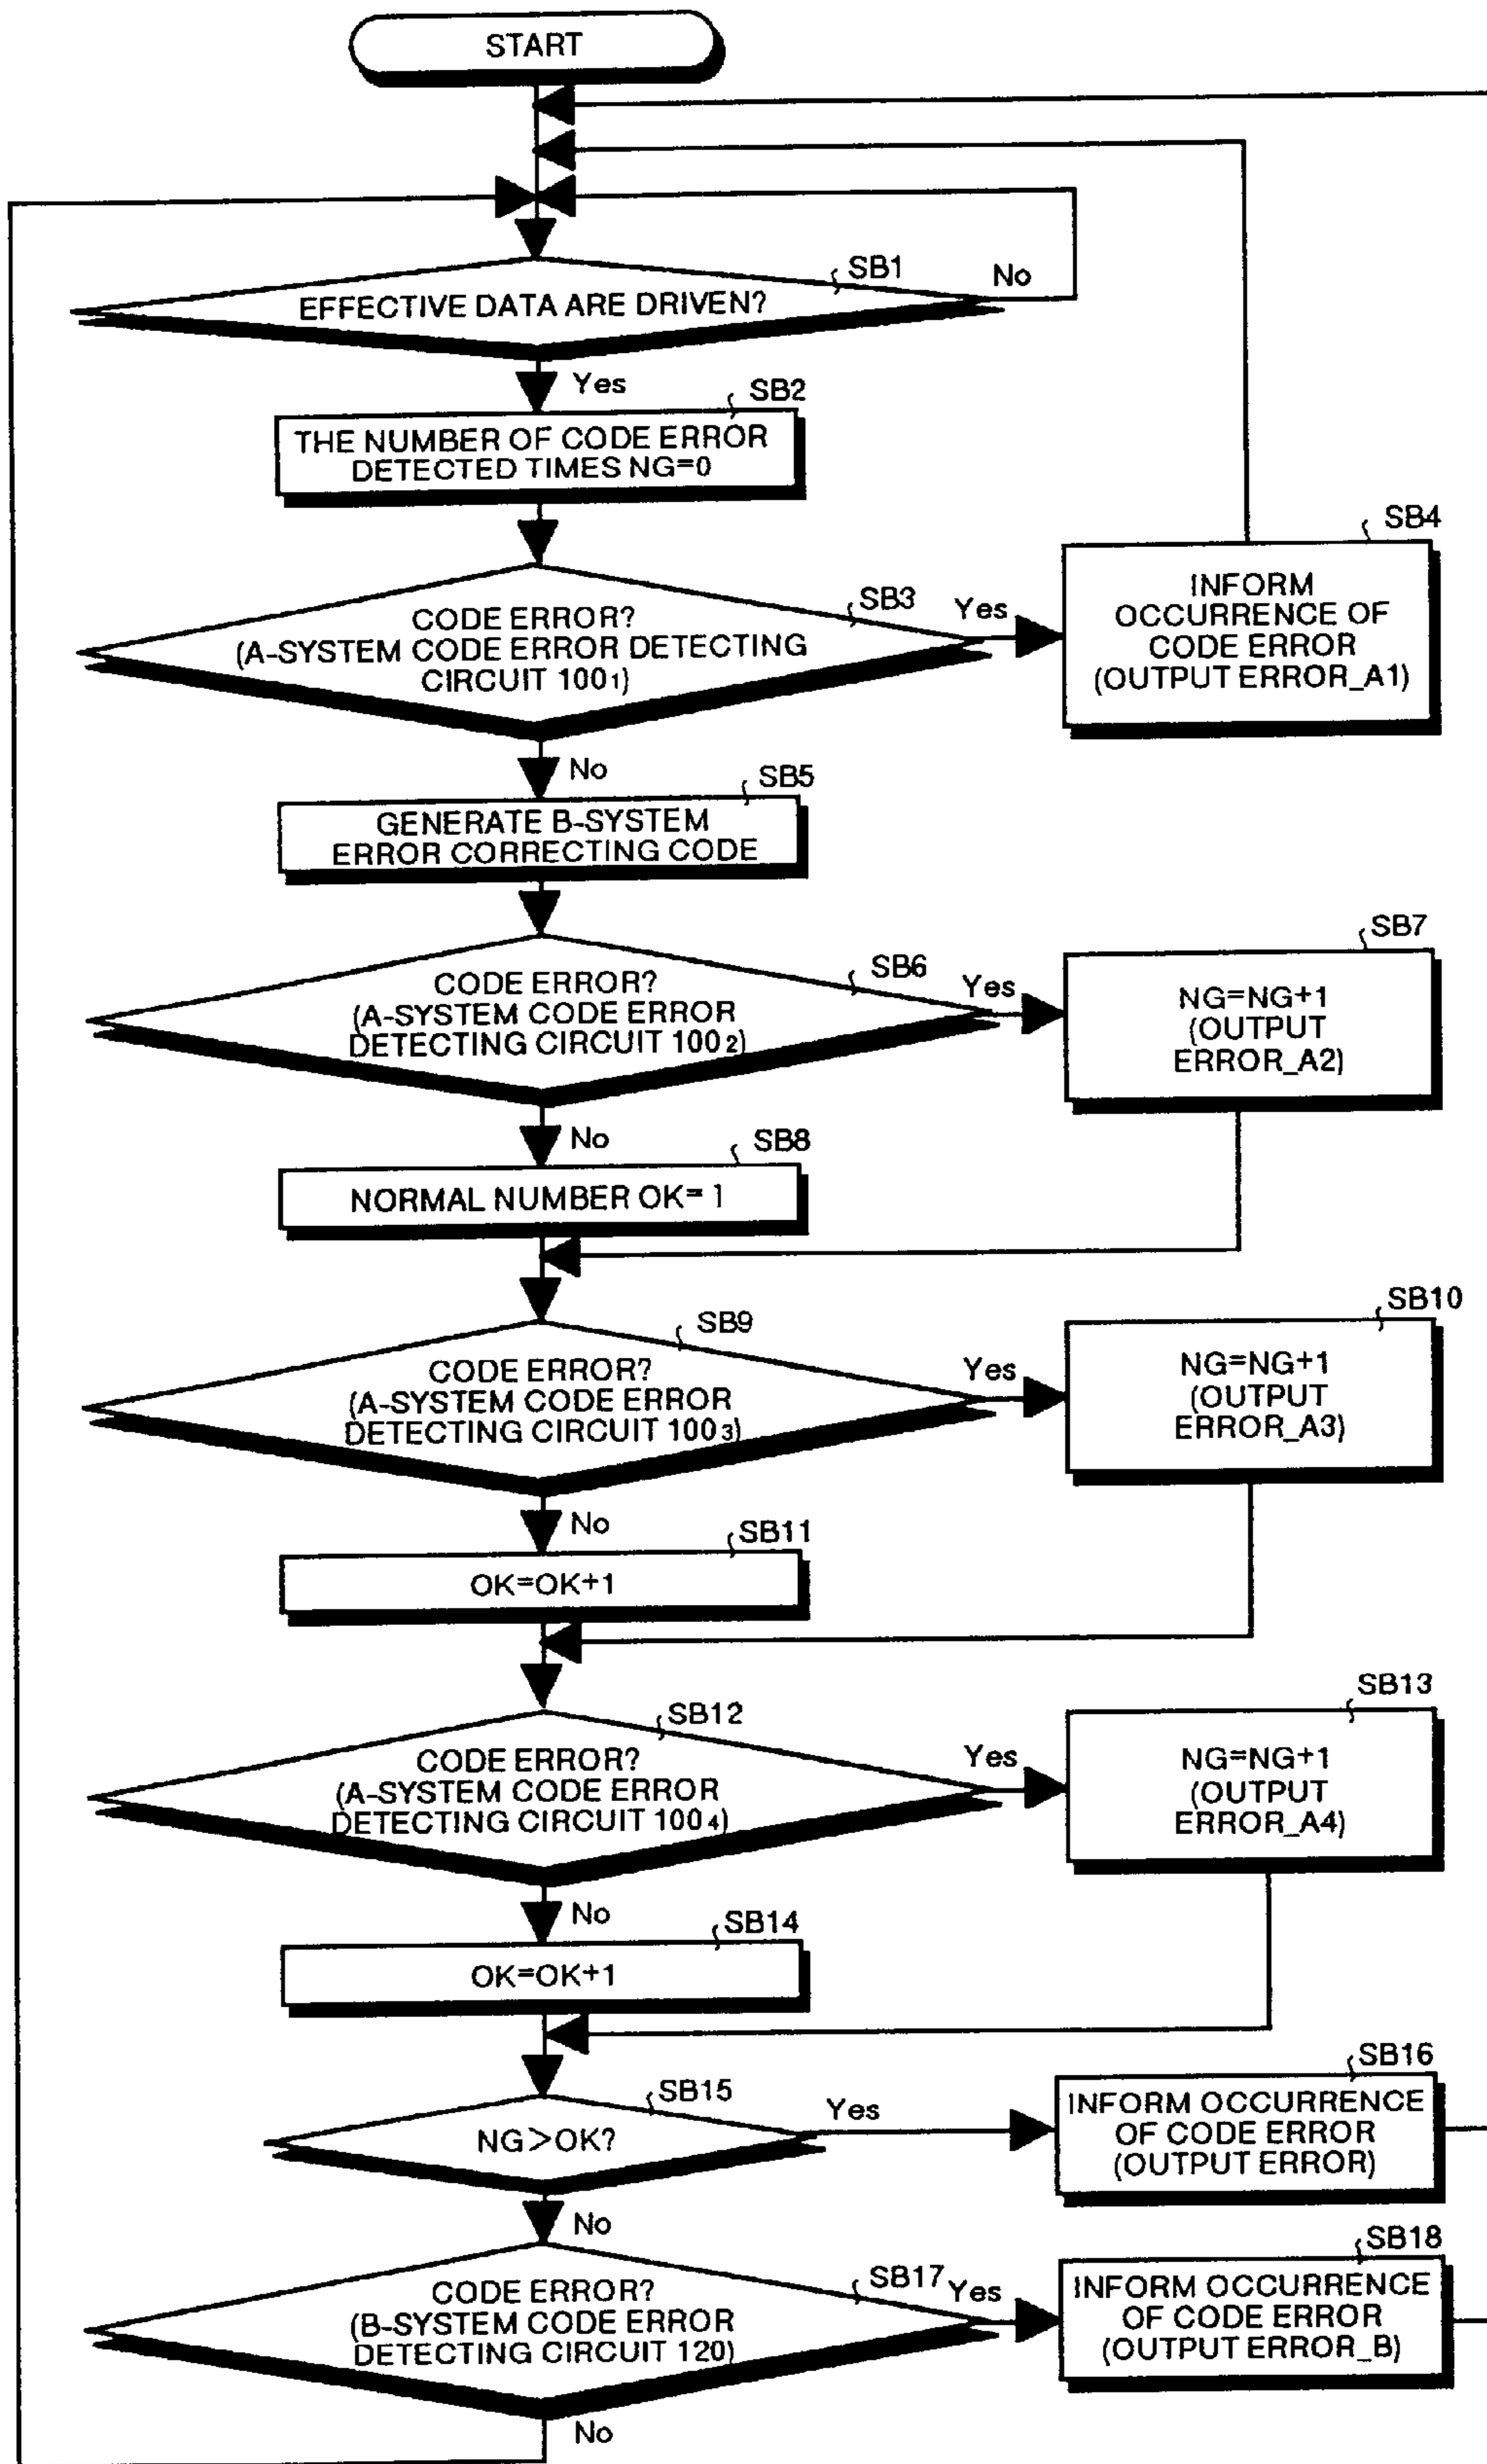 START
SB1
No
EFFECTIVE DATA ARE DRIVEN?
Yes
SB2
THE NUMBER OF CODE ERROR
DETECTED TIMES NG=0
SB3
Yes
CODE ERROR?
(A-SYSTEM CODE ERROR DETECTING
CIRCUIT 100₁)
SB4
INFORM
OCCURRENCE OF
CODE ERROR
(OUTPUT ERROR_A1)
No
SB5
GENERATE B-SYSTEM
ERROR CORRECTING CODE
SB6
Yes
CODE ERROR?
(A-SYSTEM CODE ERROR
DETECTING CIRCUIT 100₂)
SB7
NG=NG+1
(OUTPUT
ERROR_A2)
No
SB8
NORMAL NUMBER OK= 1
SB9
Yes
CODE ERROR?
(A-SYSTEM CODE ERROR
DETECTING CIRCUIT 100₃)
SB10
NG=NG+1
(OUTPUT
ERROR_A3)
No
SB11
OK=OK+1
SB12
Yes
CODE ERROR?
(A-SYSTEM CODE ERROR
DETECTING CIRCUIT 100₄)
SB13
NG=NG+1
(OUTPUT
ERROR_A4)
No
SB14
OK=OK+1
SB15
Yes
NG>OK?
SB16
INFORM OCCURRENCE
OF CODE ERROR
(OUTPUT ERROR)
No
SB17
Yes
CODE ERROR?
(B-SYSTEM CODE ERROR
DETECTING CIRCUIT 120)
SB18
INFORM OCCURRENCE
OF CODE ERROR
(OUTPUT ERROR_B)
No